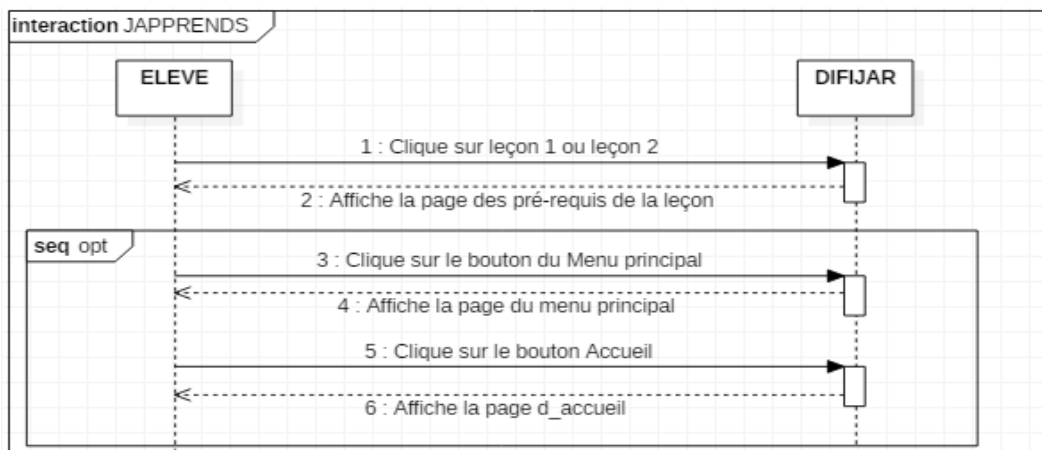 interaction JAPPRENDS
ELEVE
DIFIJAR
1 : Clique sur leçon 1 ou leçon 2
2 : Affiche la page des pré-requis de la leçon
seq opt
3 : Clique sur le bouton du Menu principal
4 : Affiche la page du menu principal
5 : Clique sur le bouton Accueil
6 : Affiche la page d_accueil